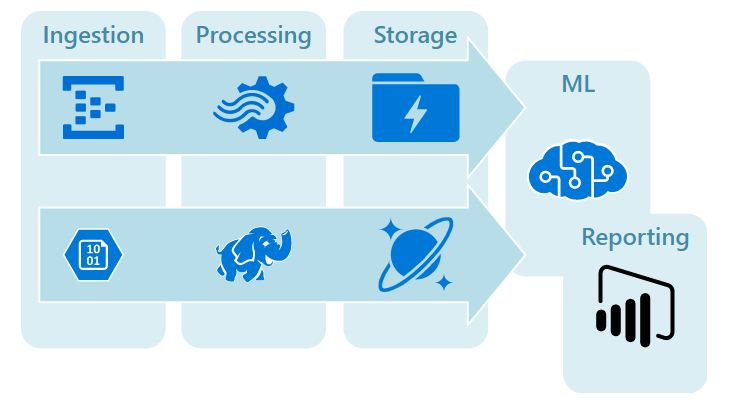 Ingestion
Processing
Storage
ML
Reporting
10
01